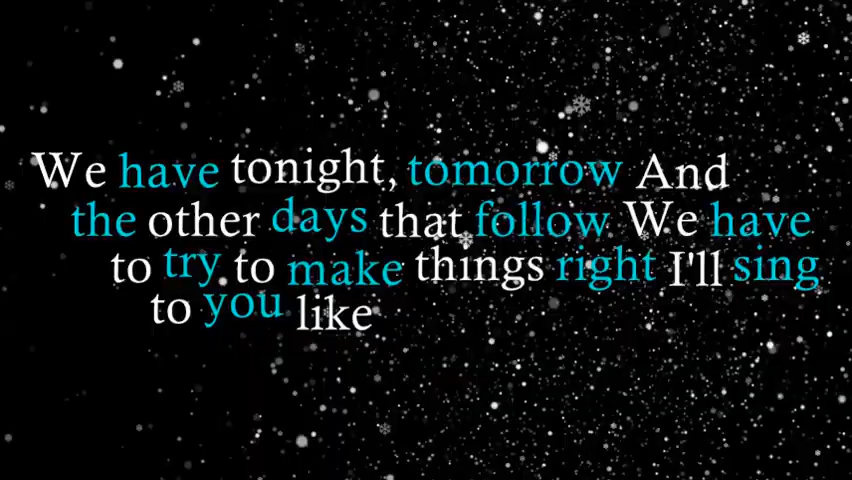 We have tonight, tomorrow And
the other days that follow We have
to try to make things right I'll sing
to you like